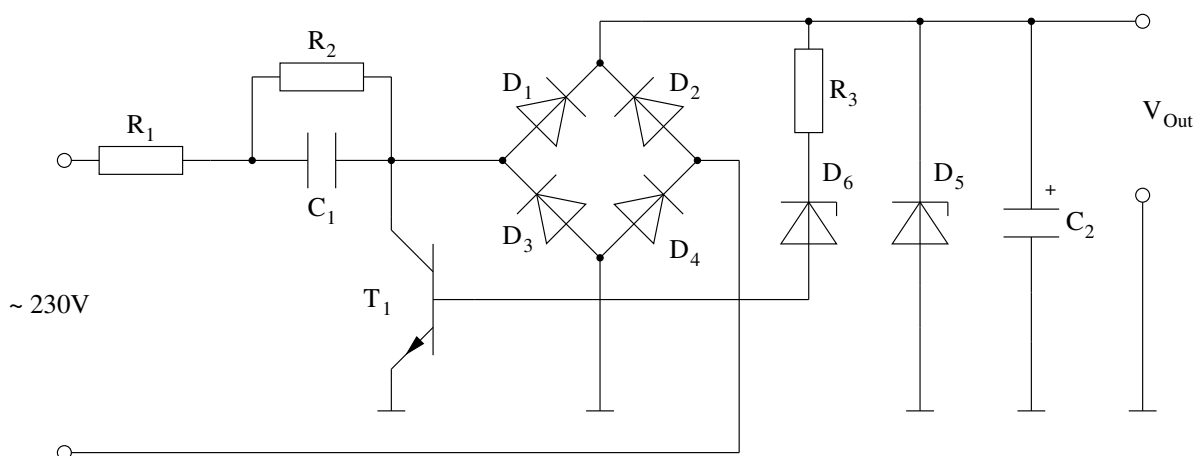 R2
D1
D2
R1
R3
VOut
D6
D5
+
C1
D3
D4
C2
T1
~ 230V